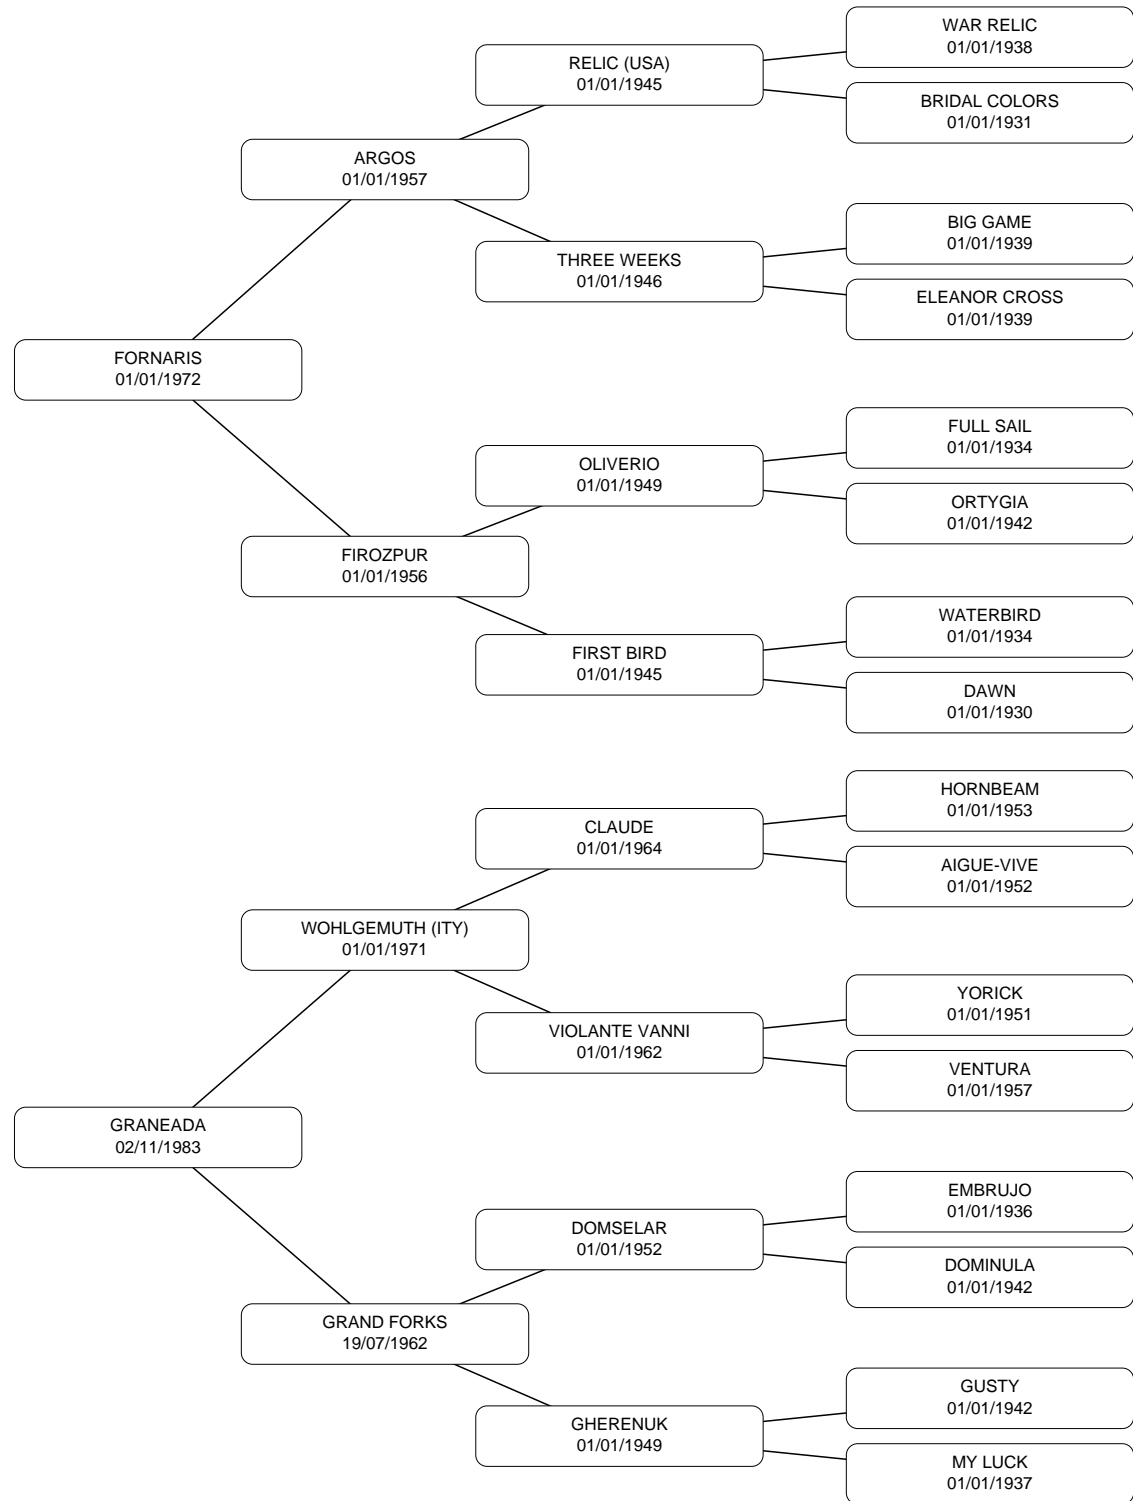 WAR RELIC
01/01/1938
RELIC (USA)
01/01/1945
BRIDAL COLORS
01/01/1931
ARGOS
01/01/1957
BIG GAME
01/01/1939
THREE WEEKS
01/01/1946
ELEANOR CROSS
01/01/1939
FORNARIS
01/01/1972
FULL SAIL
01/01/1934
OLIVERIO
01/01/1949
ORTYGIA
01/01/1942
FIROZPUR
01/01/1956
WATERBIRD
01/01/1934
FIRST BIRD
01/01/1945
DAWN
01/01/1930
HORNBEAM
01/01/1953
CLAUDE
01/01/1964
AIGUE-VIVE
01/01/1952
WOHLGEMUTH (ITY)
01/01/1971
YORICK
01/01/1951
VIOLANTE VANNI
01/01/1962
VENTURA
01/01/1957
GRANEADA
02/11/1983
EMBRUJO
01/01/1936
DOMSELAR
01/01/1952
DOMINULA
01/01/1942
GRAND FORKS
19/07/1962
GUSTY
01/01/1942
GHERENUK
01/01/1949
MY LUCK
01/01/1937